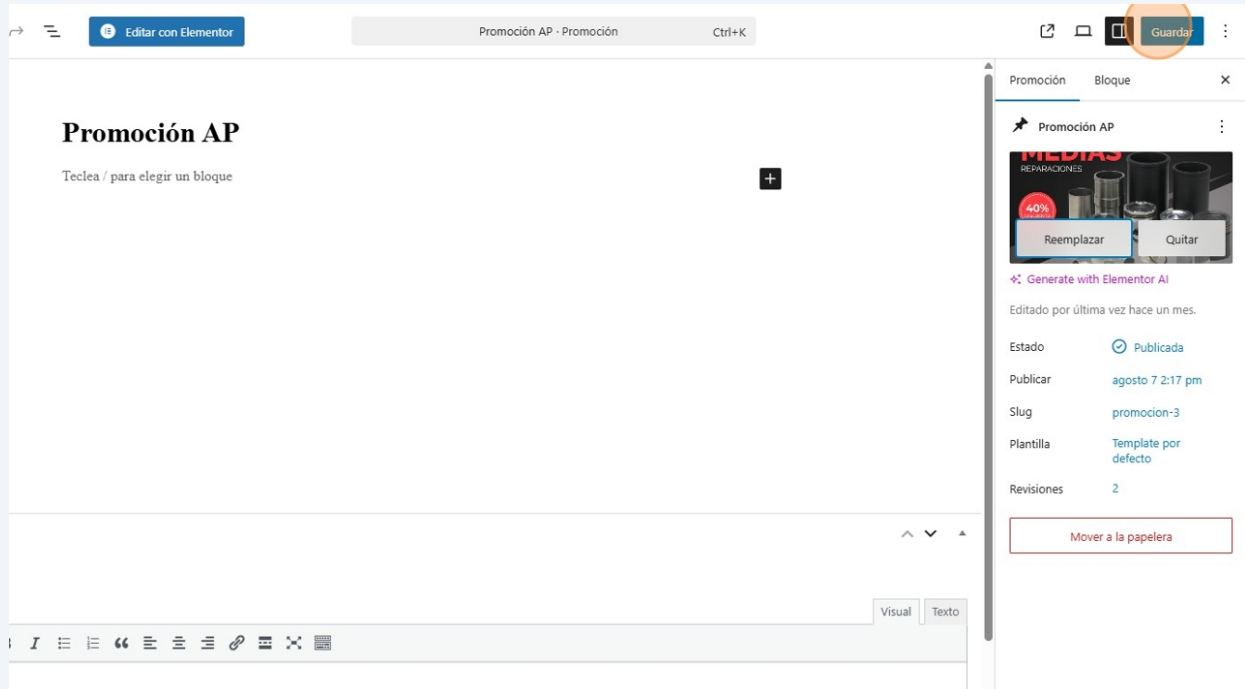 Editar con Elementor
Promoción AP · Promoción
Ctrl+K
Guardar
Promoción
Bloque
Promoción AP
Promoción AP
Teclea / para elegir un bloque
MEDIAS
REPARACIONES
40%
Reemplazar
Quitar
Generate with Elementor AI
Editado por última vez hace un mes.
Estado
Publicada
Publicar
agosto 7 2:17 pm
Slug
promocion-3
Plantilla
Template por
defecto
Revisiones
2
Mover a la papelera
Visual
Texto